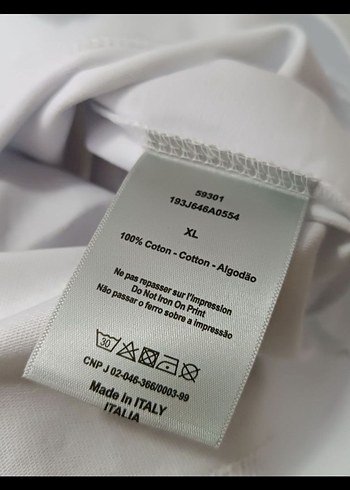 59301
193J646A0554
XL
100% Coton - Cotton - Algodão
Ne pas repasser sur l'impression
Do Not Iron On Print
Não passar o ferro sobre a impressão
30
CNP J 02-046-366/0003-99
Made in ITALY
ITALIA